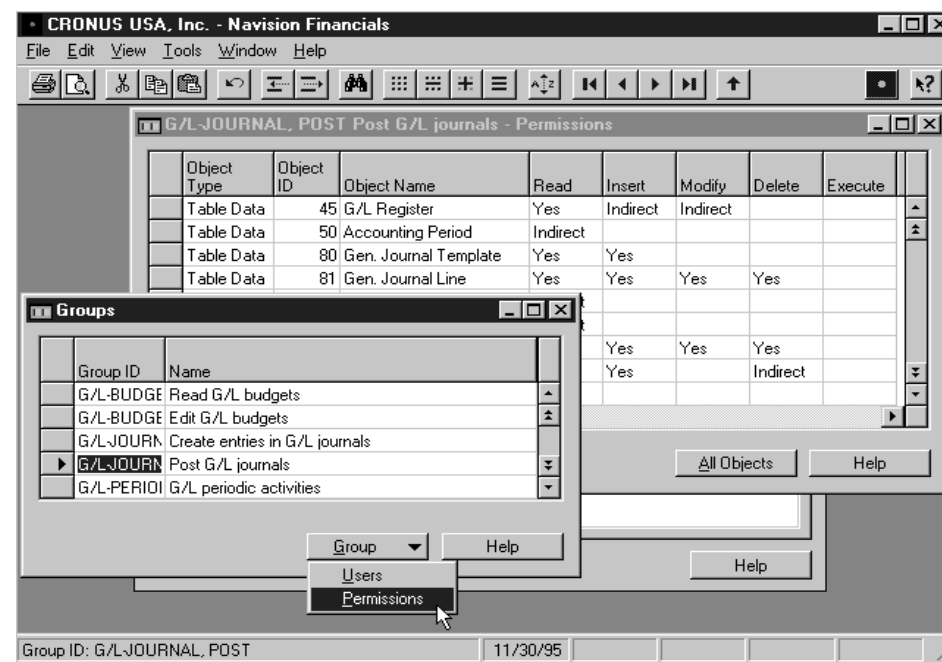 CRONUS USA, Inc. - Navision Financials
File Edit View Tools Window Help
G/L-JOURNAL, POST Post G/L journals - Permissions
Object Type Object ID Object Name Read Insert Modify Delete Execute
Table Data 45 G/L Register Yes Indirect Indirect
Table Data 50 Accounting Period Indirect
Table Data 80 Gen. Journal Template Yes Yes
Table Data 81 Gen. Journal Line Yes Yes Yes Yes
Yes Yes Yes
Yes Indirect
All Objects Help
Groups
Group ID Name
G/L-BUDGE Read G/L budgets
G/L-BUDGE Edit G/L budgets
G/L-JOURN Create entries in G/L journals
G/L-JOURN Post G/L journals
G/L-PERIOI G/L periodic activities
Group Help
Users
Permissions
Help
Group ID: G/L-JOURNAL, POST 11/30/95